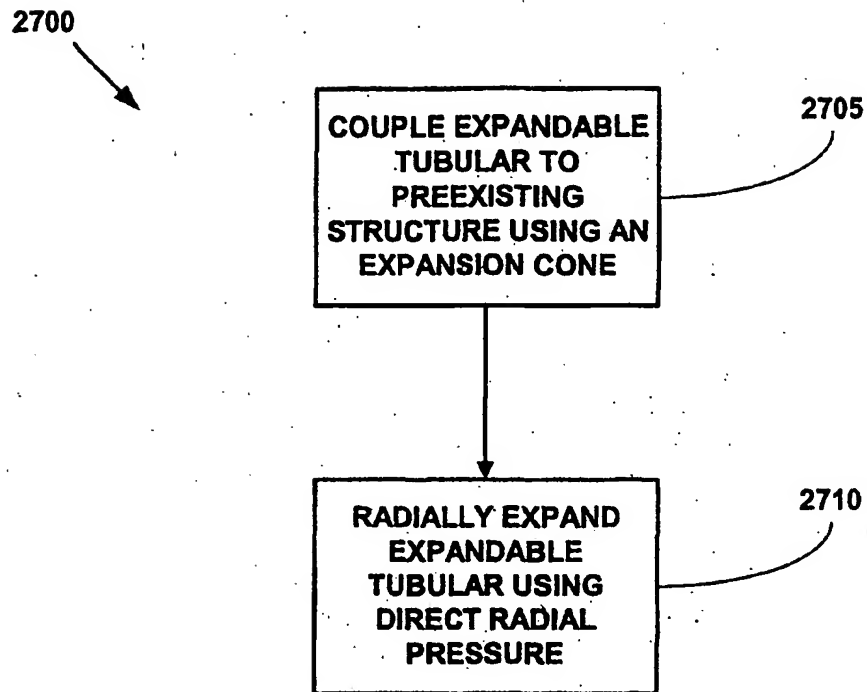 2700
COUPLE EXPANDABLE
TUBULAR TO
PREEXISTING
STRUCTURE USING AN
EXPANSION CONE
2705
RADIALLY EXPAND
EXPANDABLE
TUBULAR USING
DIRECT RADIAL
PRESSURE
2710